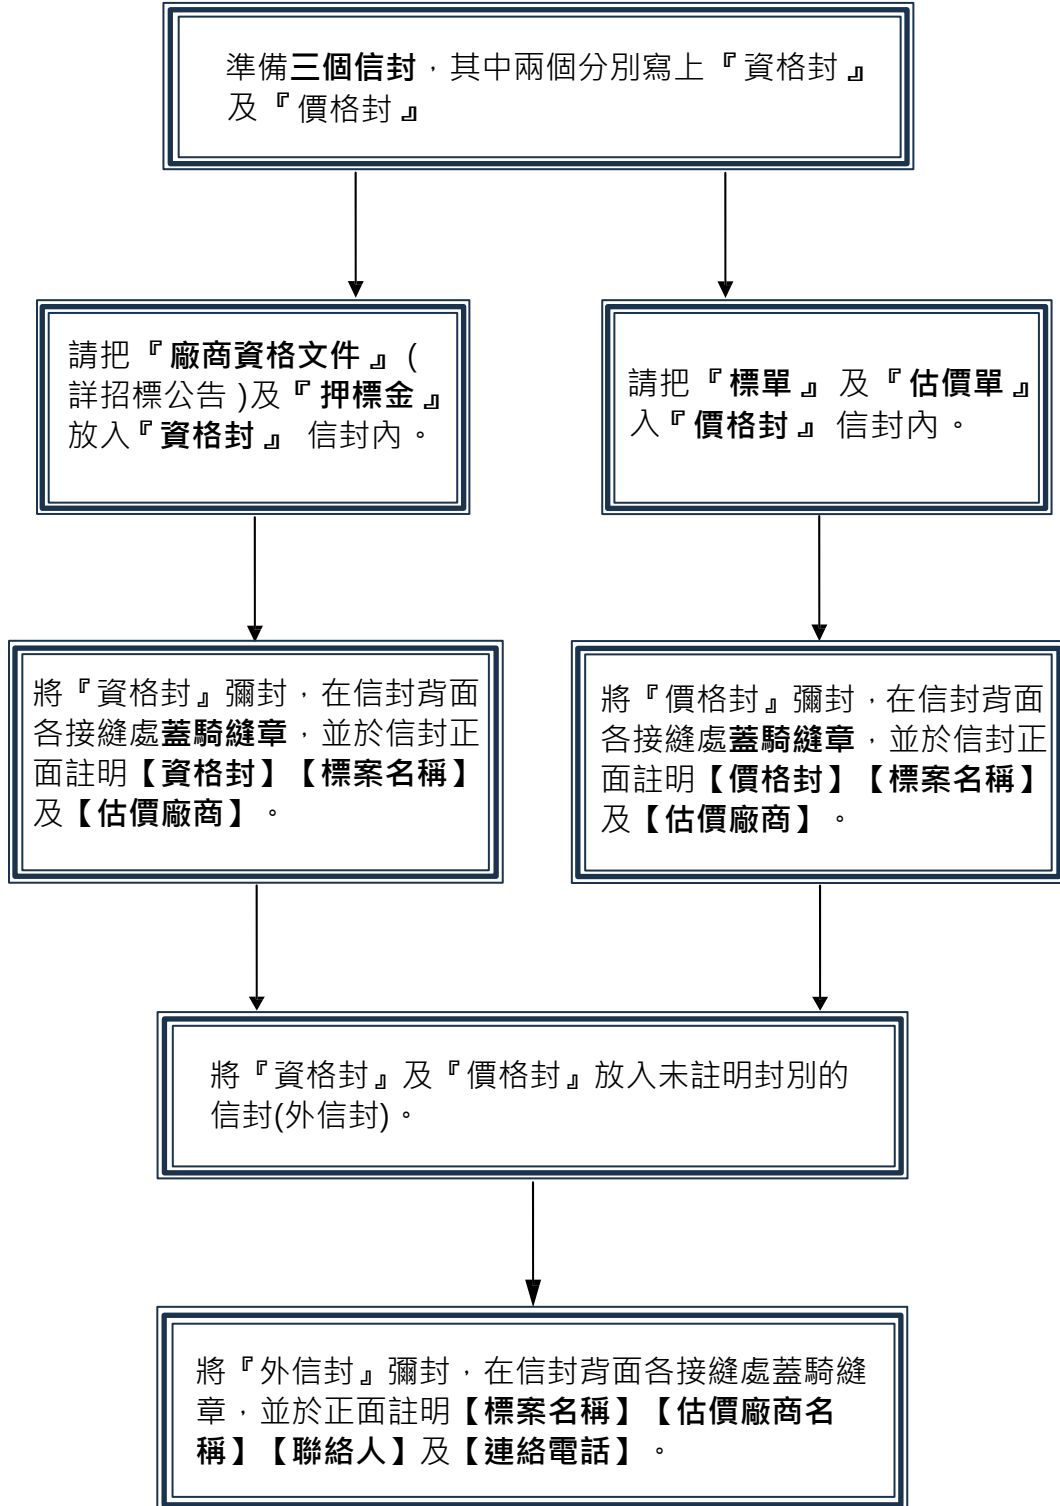 準備三個信封，其中兩個分別寫上『資格封』
及『價格封』
請把『廠商資格文件』(
詳招標公告)及『押標金』
放入『資格封』 信封內。
請把『標單』 及『估價單』
入『價格封』 信封內。
將『資格封』彌封，在信封背面
各接縫處蓋騎縫章，並於信封正
面註明【資格封】【標案名稱】
及【估價廠商】。
將『價格封』彌封，在信封背面
各接縫處蓋騎縫章，並於信封正
面註明【價格封】【標案名稱】
及【估價廠商】。
將『資格封』及『價格封』放入未註明封別的
信封(外信封)。
將『外信封』彌封，在信封背面各接縫處蓋騎縫
章，並於正面註明【標案名稱】【估價廠商名
稱】【聯絡人】及【連絡電話】。